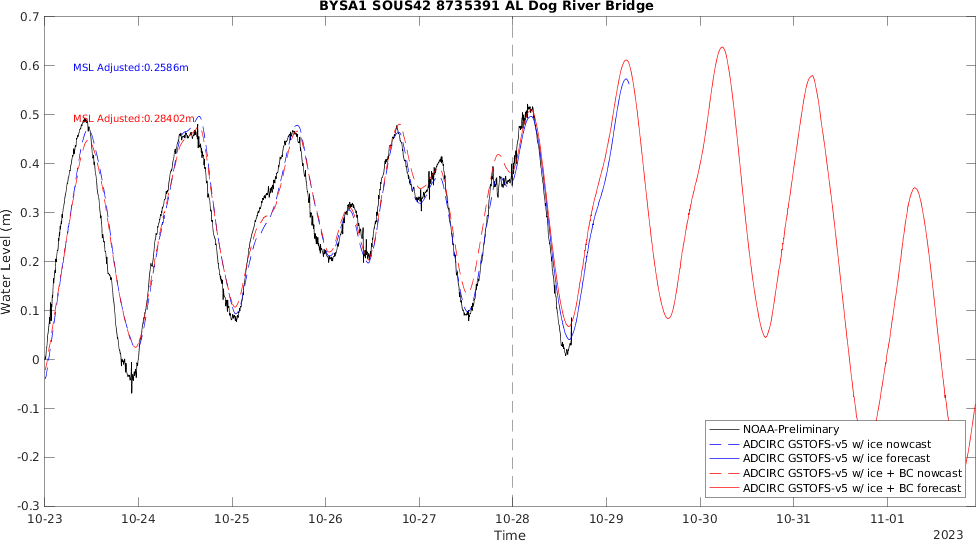 BYSA1 SOUS42 8735391 AL Dog River Bridge
0.7
0.6
0.5
0.4
0.3
0.2
0.1
0
-0.1
-0.2
-0.3
Water Level (m)
MSL Adjusted:0.2586m
MSL Adjusted:0.28402m
NOAA-Preliminary
ADCIRC GSTOFS-v5 w/ ice nowcast
ADCIRC GSTOFS-v5 w/ ice forecast
ADCIRC GSTOFS-v5 w/ ice + BC nowcast
ADCIRC GSTOFS-v5 w/ ice + BC forecast
10-23 10-24 10-25 10-26 10-27 10-28 10-29 10-30 10-31 11-01
Time
2023